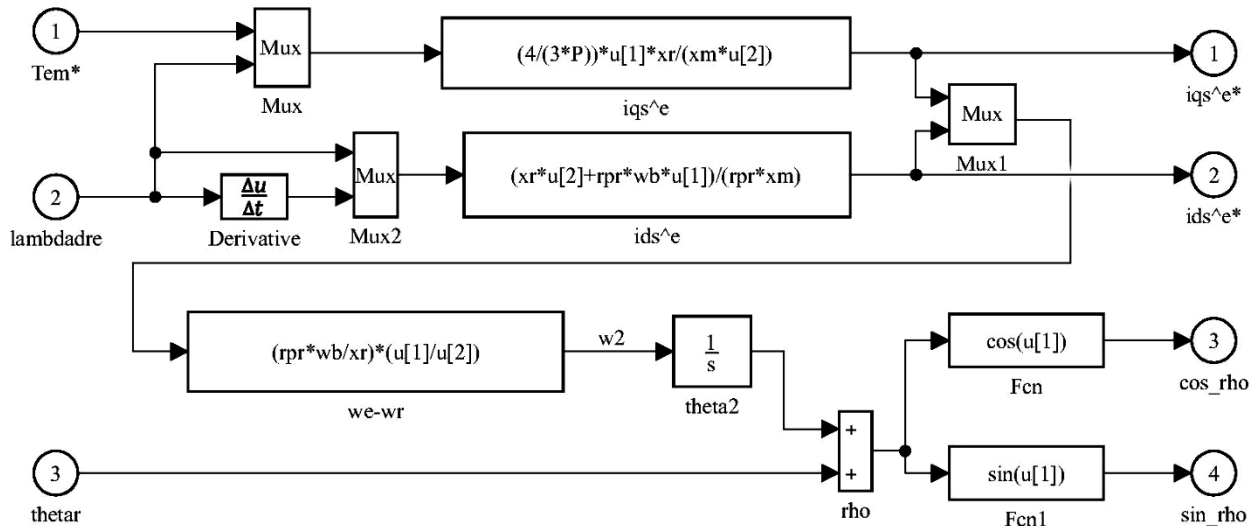 1
Tem*
Mux
Mux
(4/(3*P))*u[1]*xr/(xm*u[2])
iqs^e
1
iqs^e*
Mux
Mux1
2
lambdadre
Δu
Δt
Derivative
Mux
Mux2
(xr*u[2]+rpr*wb*u[1])/(rpr*xm)
ids^e
2
ids^e*
(rpr*wb/xr)*(u[1]/u[2])
we-wr
w2
1
s
theta2
cos(u[1])
Fcn
3
cos_rho
3
thetar
+
+
rho
sin(u[1])
Fcn1
4
sin_rho